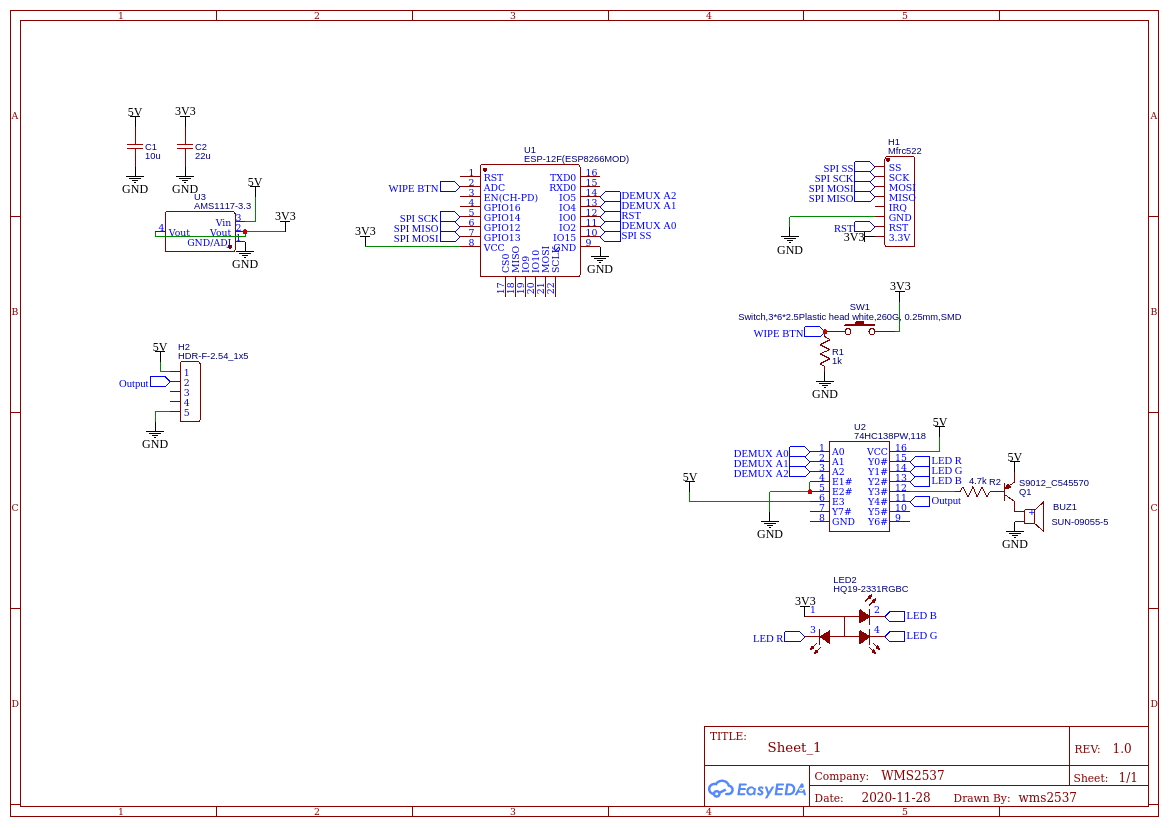 1 2 3 4 5
A A
B B
C C
D D
1 2 3 4 5
5V 3V3
C1
10u
C2
22u
GND GND
U3
AMS1117-3.3
5V
3V3
4 Vout
Vin 3
Vout 2
GND/ADJ 1
GND
U1
ESP-12F(ESP8266MOD)
WIPE BTN
SPI SCK
SPI MISO
SPI MOSI
3V3
1 RST
2 ADC
3 EN(CH-PD)
4 GPIO16
5 GPIO14
6 GPIO12
7 GPIO13
8 VCC
TXD0 16
RXD0 15
IO5 14 DEMUX A2
IO4 13 DEMUX A1
IO0 12 RST
IO2 11 DEMUX A0
IO15 10 SPI SS
GND 9
GND
CS0 MISO IO9 IO10 MOSI SCLK
17 18 19 20 21 22
H1
Mfrc522
SPI SS SS
SPI SCK SCK
SPI MOSI MOSI
SPI MISO MISO
IRQ
GND
RST RST
3V3 3.3V
GND
3V3
SW1
Switch,3*6*2.5Plastic head white,260G, 0.25mm,SMD
WIPE BTN
R1
1k
GND
5V
H2
HDR-F-2.54_1x5
Output
1
2
3
4
5
GND
5V
U2
74HC138PW,118
DEMUX A0 1 A0
DEMUX A1 2 A1
DEMUX A2 3 A2
4 E1#
5 E2#
6 E3
7 Y7#
8 GND
VCC 16
Y0# 15 LED R
Y1# 14 LED G
Y2# 13 LED B
Y3# 12
Y4# 11 Output
Y5# 10
Y6# 9
5V
GND
4.7k R2
5V
S9012_C545570
Q1
+
BUZ1
SUN-09055-5
GND
LED2
HQ19-2331RGBC
3V3
1
2 LED B
LED R 3
4 LED G
TITLE:
Sheet_1
REV: 1.0
EasyEDA
Company: WMS2537
Sheet: 1/1
Date: 2020-11-28
Drawn By: wms2537